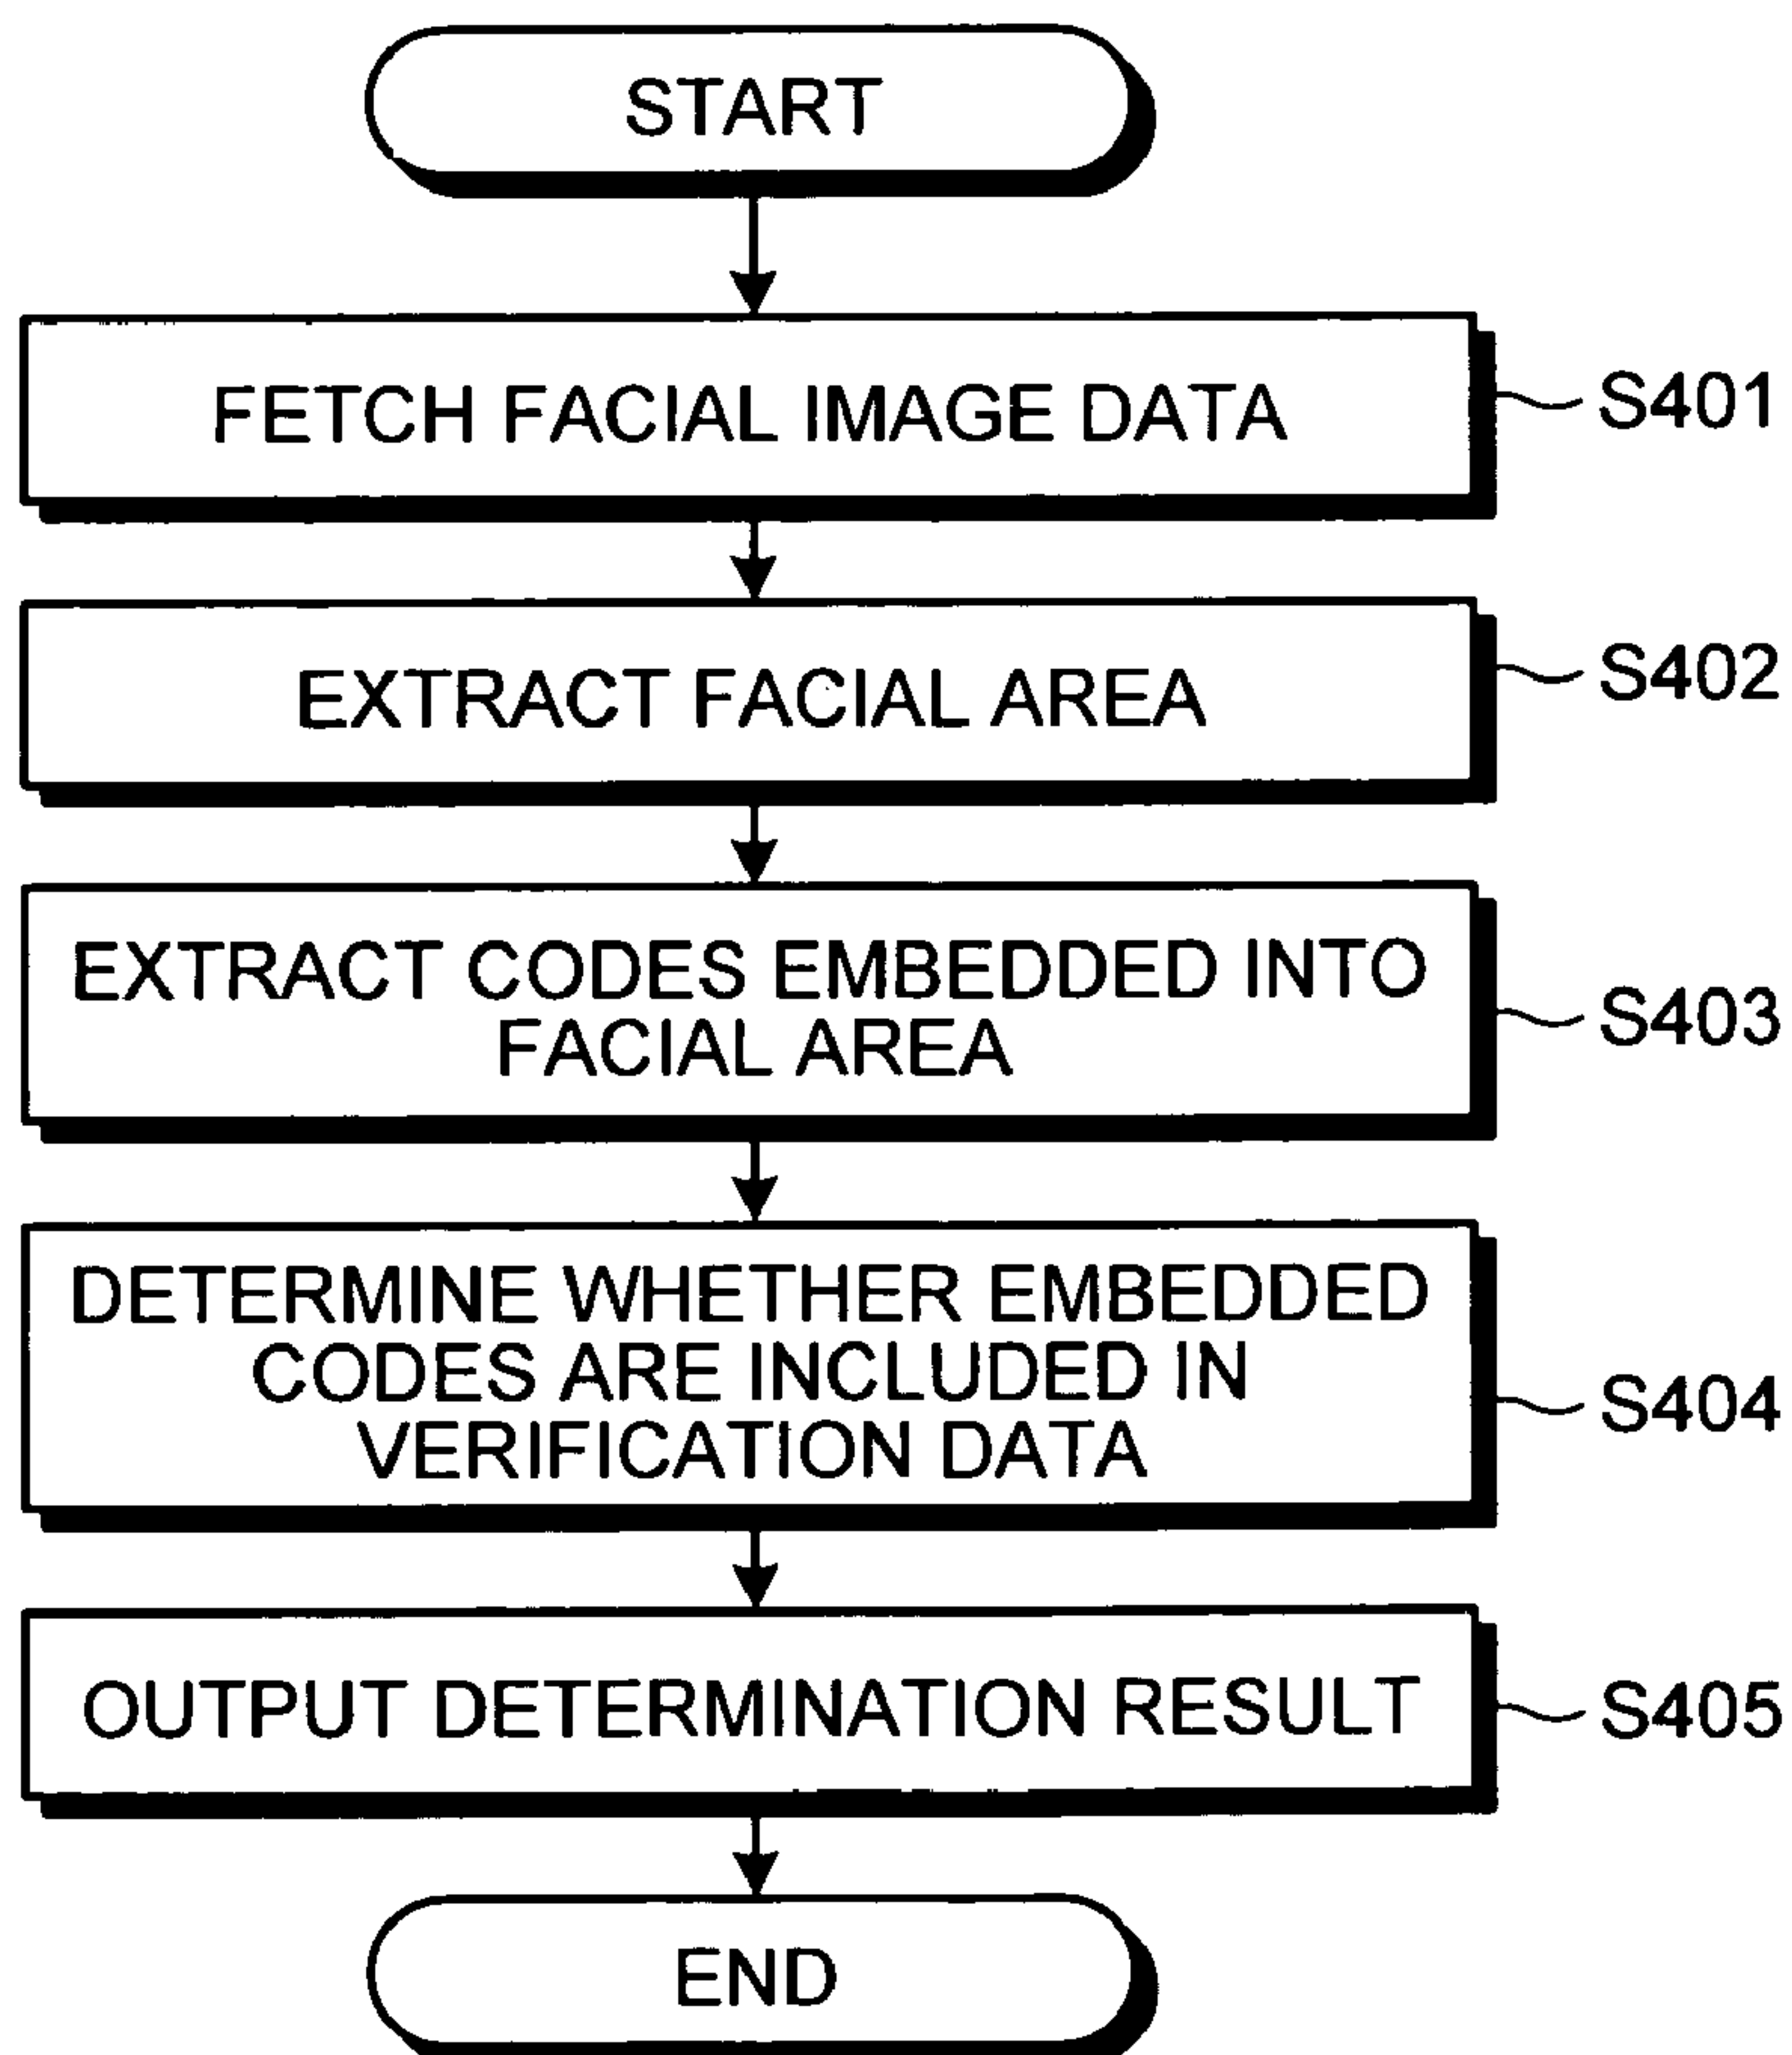 START
FETCH FACIAL IMAGE DATA
S401
EXTRACT FACIAL AREA
S402
EXTRACT CODES EMBEDDED INTO
FACIAL AREA
S403
DETERMINE WHETHER EMBEDDED
CODES ARE INCLUDED IN
VERIFICATION DATA
S404
OUTPUT DETERMINATION RESULT
S405
END